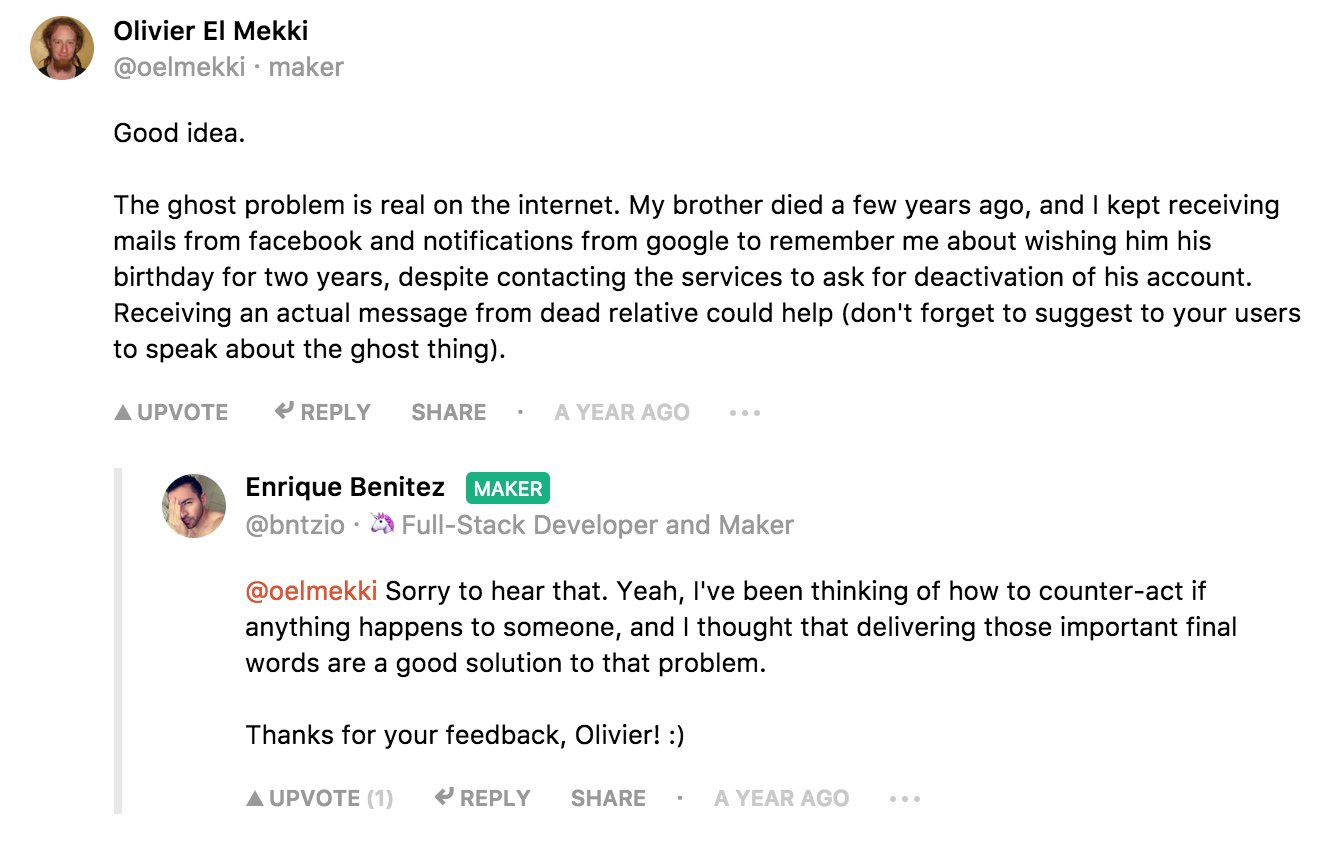 Olivier El Mekki
@oelmekki · maker
Good idea.
The ghost problem is real on the internet. My brother died a few years ago, and I kept receiving
mails from facebook and notifications from google to remember me about wishing him his
birthday for two years, despite contacting the services to ask for deactivation of his account.
Receiving an actual message from dead relative could help (don't forget to suggest to your users
to speak about the ghost thing).
▲ UPVOTE REPLY SHARE · A YEAR AGO •••
Enrique Benitez MAKER
@bntzio · 🦄 Full-Stack Developer and Maker
@oelmekki Sorry to hear that. Yeah, I've been thinking of how to counter-act if
anything happens to someone, and I thought that delivering those important final
words are a good solution to that problem.
Thanks for your feedback, Olivier! :)
▲ UPVOTE (1) REPLY SHARE · A YEAR AGO •••